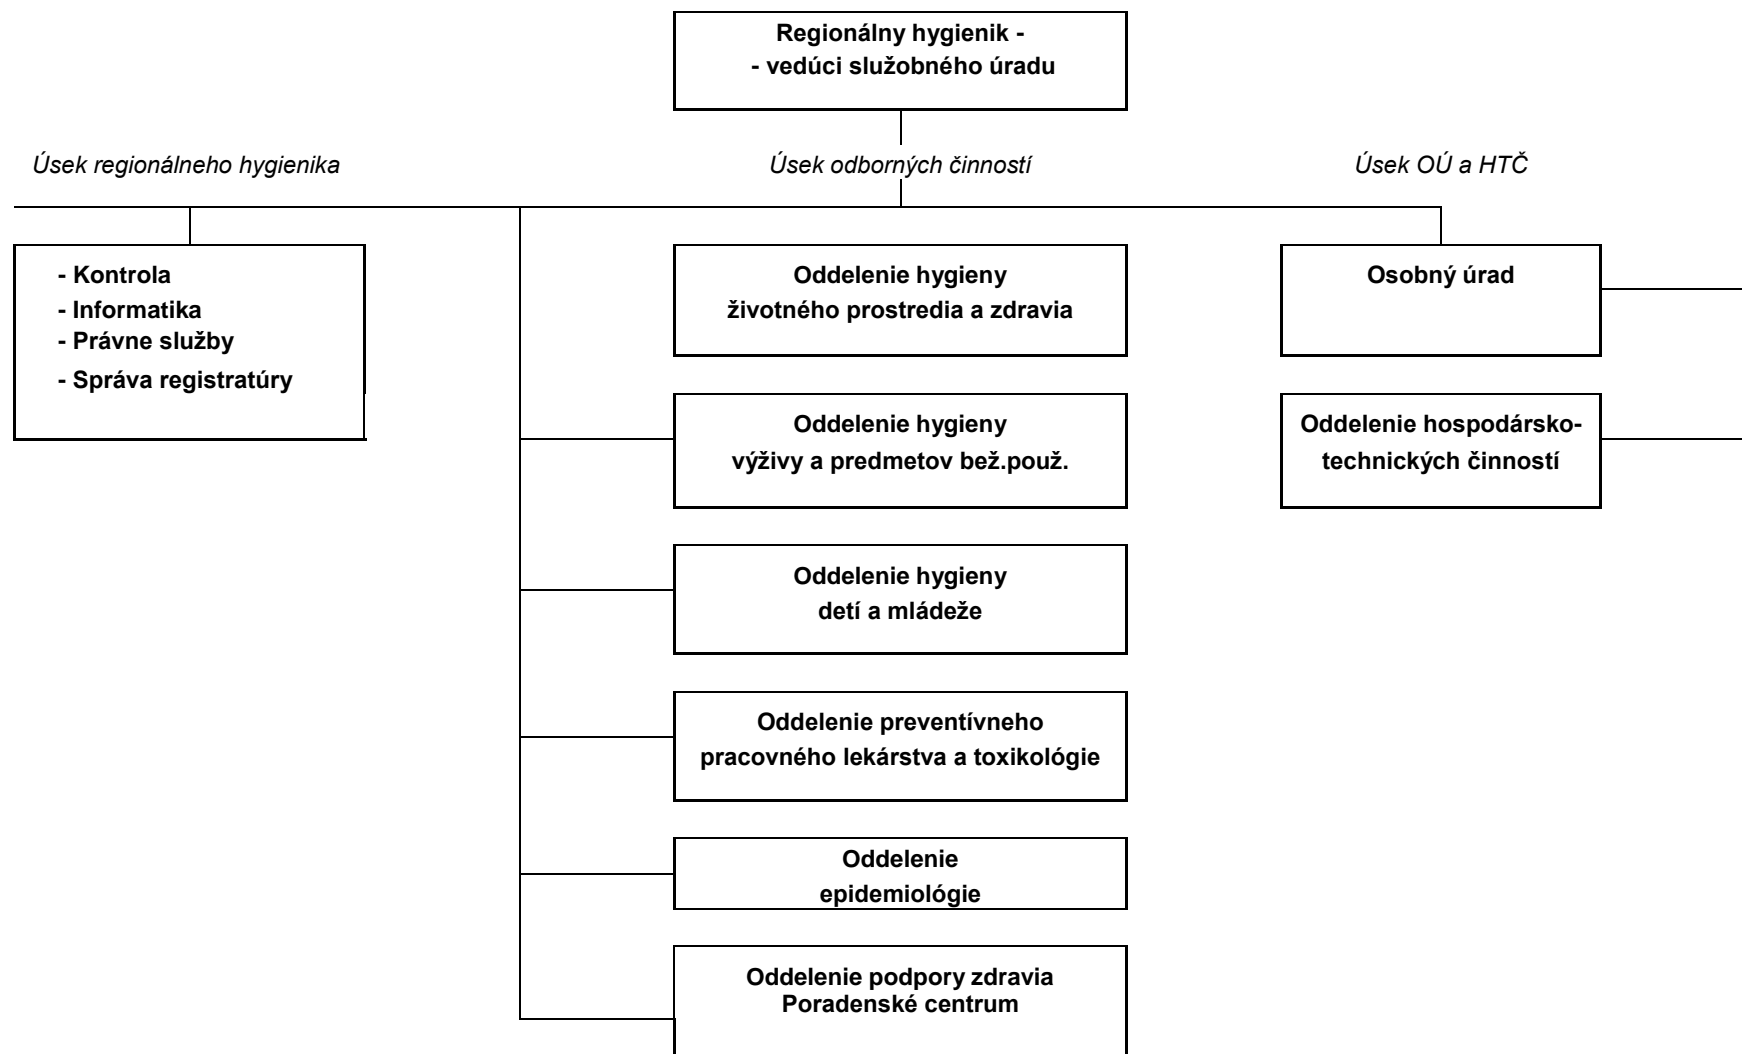 Regionálny hygienik -
- vedúci služobného úradu
Úsek regionálneho hygienika
Úsek odborných činností
Úsek OÚ a HTČ
- Kontrola
- Informatika
- Právne služby
- Správa registratúry
Oddelenie hygieny
životného prostredia a zdravia
Osobný úrad
Oddelenie hygieny
výživy a predmetov bež.použ.
Oddelenie hospodársko-
technických činností
Oddelenie hygieny
detí a mládeže
Oddelenie preventívneho
pracovného lekárstva a toxikológie
Oddelenie
epidemiológie
Oddelenie podpory zdravia
Poradenské centrum